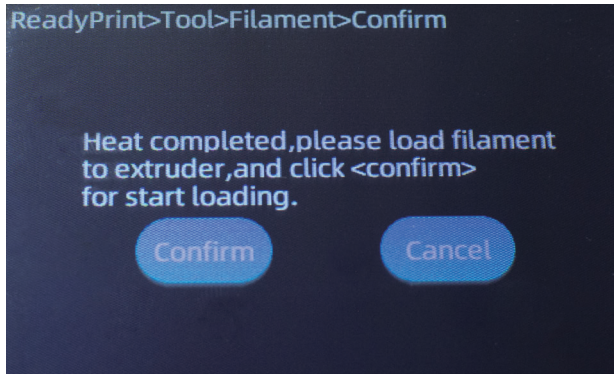 ReadyPrint>Tool>Filament>Confirm
Heat completed,please load filament
to extruder,and click <confirm>
for start loading.
Confirm
Cancel